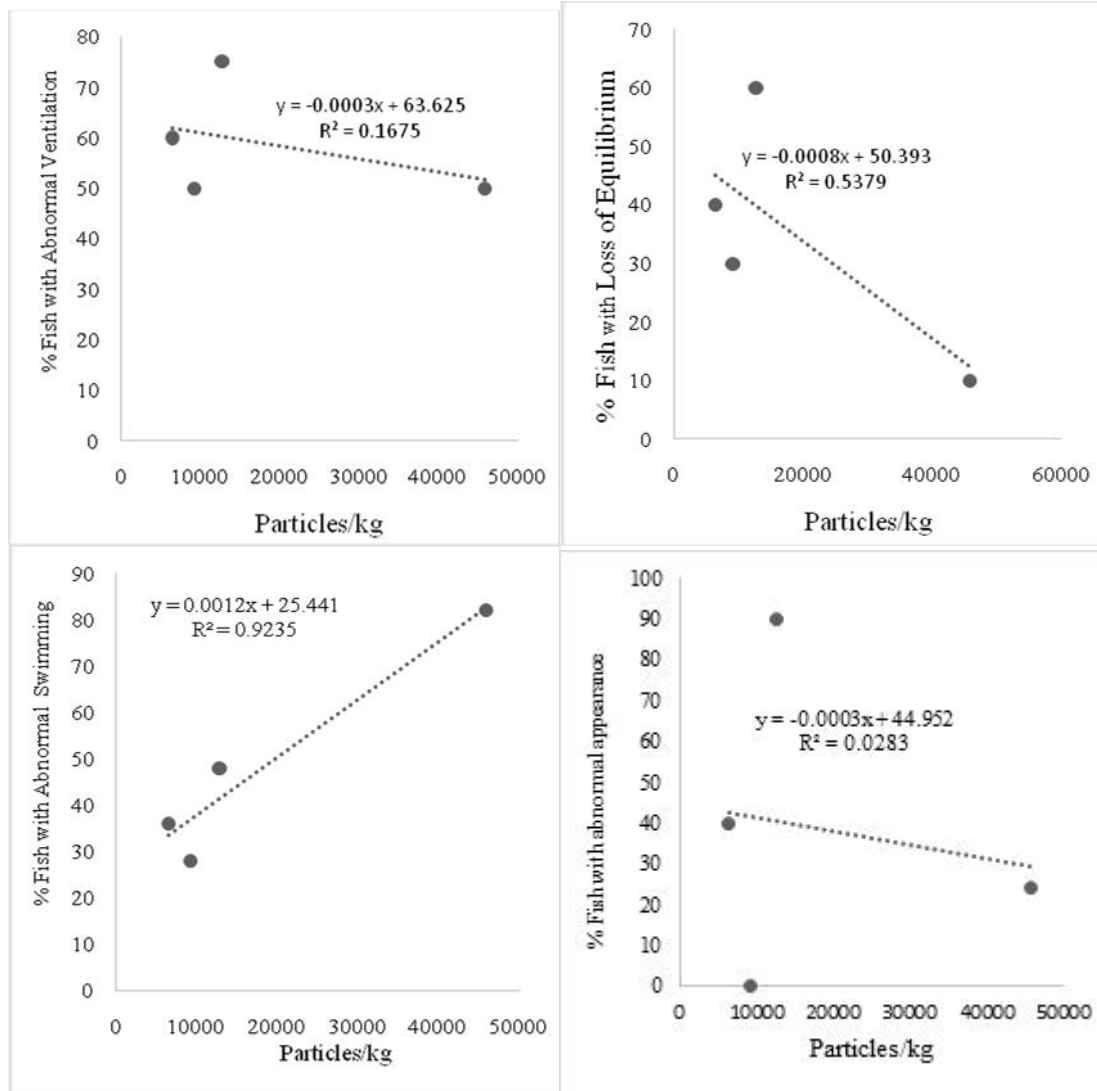 % Fish with Abnormal Ventilation
80
70
60
50
40
30
20
10
0
y = -0.0003x + 63.625
R² = 0.1675
0 10000 20000 30000 40000 50000
Particles/kg
% Fish with Loss of Equilibrium
70
60
50
40
30
20
10
0
y = -0.0008x + 50.393
R² = 0.5379
0 20000 40000 60000
Particles/kg
% Fish with Abnormal Swimming
90
80
70
60
50
40
30
20
10
0
y = 0.0012x + 25.441
R² = 0.9235
0 10000 20000 30000 40000 50000
Particles/kg
% Fish with abnormal appearance
100
90
80
70
60
50
40
30
20
10
0
y = -0.0003x + 44.952
R² = 0.0283
0 10000 20000 30000 40000 50000
Particles/kg